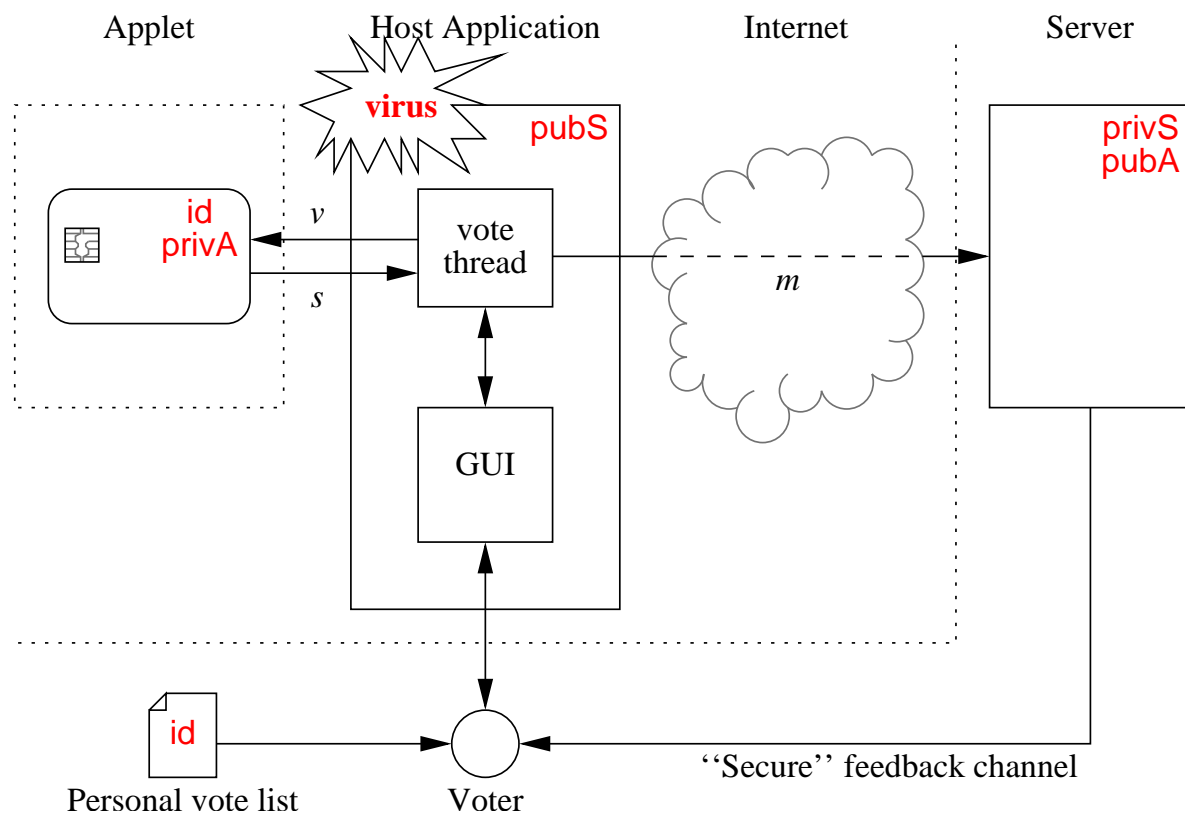 Applet
Host Application
Internet
Server
virus
pubS
privS
pubA
id
privA
v
s
vote
thread
m
GUI
id
Personal vote list
Voter
‘‘Secure’’ feedback channel